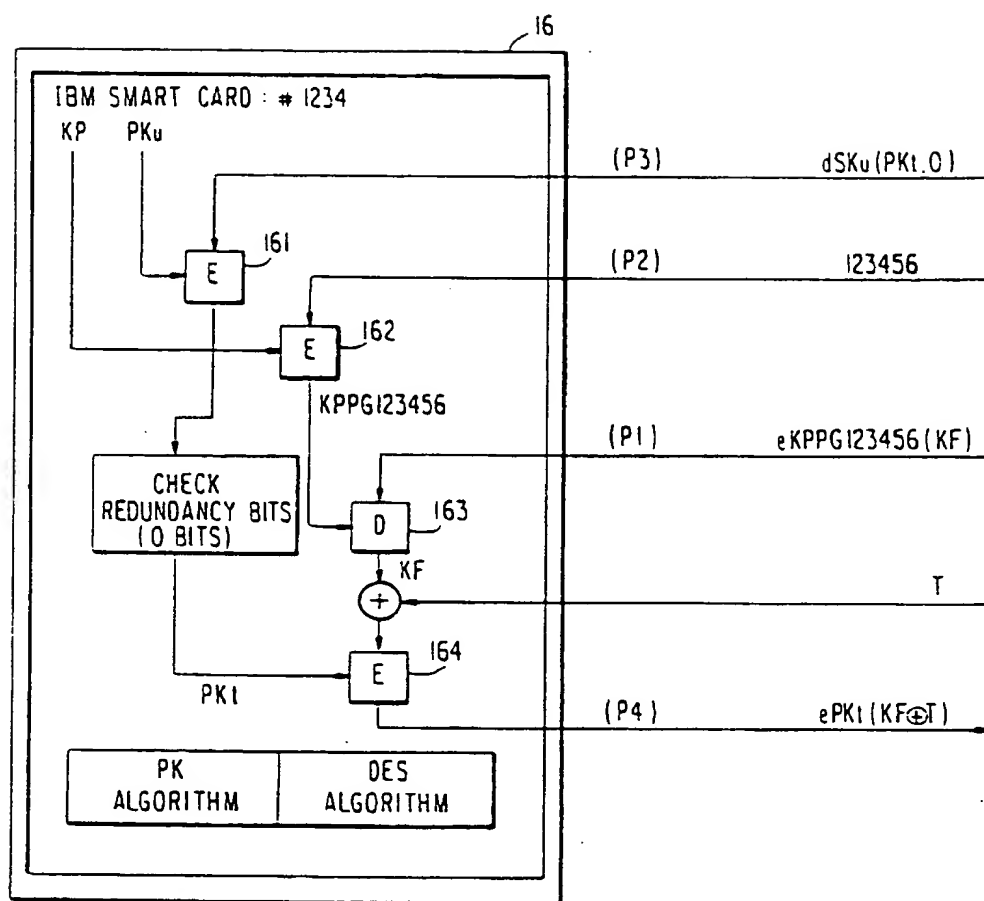 16
IBM SMART CARD : # 1234
KP PKu
(P3) dSKu(PKt,0)
161
E
(P2) 123456
162
E
KPPG123456
(P1) eKPPG123456(KF)
CHECK
REDUNDANCY BITS
(0 BITS)
D
163
KF
+
T
164
E
PKt
(P4) ePKt(KF⊕T)
PK
ALGORITHM
DES
ALGORITHM